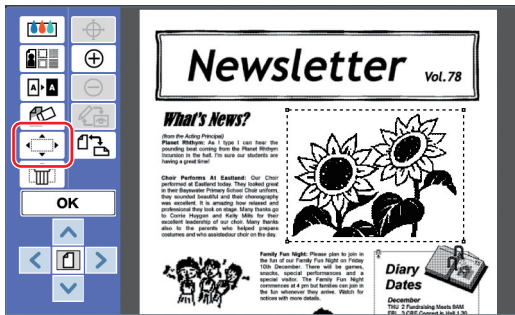 A A
OK
Newsletter Vol. 78
What's News?
(from the Acting Principal)
Planet Rhthym: As I type I can hear the
pounding beat coming from the Planet Rhthym
Incursion in the hall. I'm sure our students are
having a great time!
Choir Performs At Eastland: Our Choir
performed at Eastland today. They looked great
in their Bayswater Primary School Choir uniform,
they sounded beautiful and their choreography
was excellent. It is amazing how relaxed and
professional they look on stage. Many thanks go
to Corrie Huygen and Kelly Mills for their
excellent leadership of our choir. Many thanks
also to the parents who helped prepare
costumes and who assistedour choir on the day.
Family Fun Night: Please plan to join in
the fun of our Family Fun Night on Friday
10th December. There will be games,
snacks, special performances and a
special visitor. The Family Fun Night
commences at 4 pm but families can join in
the fun whenever they arrive. Watch for
notices with more details.
Diary
Dates
December
THU 2 Fundraising Meets 9AM